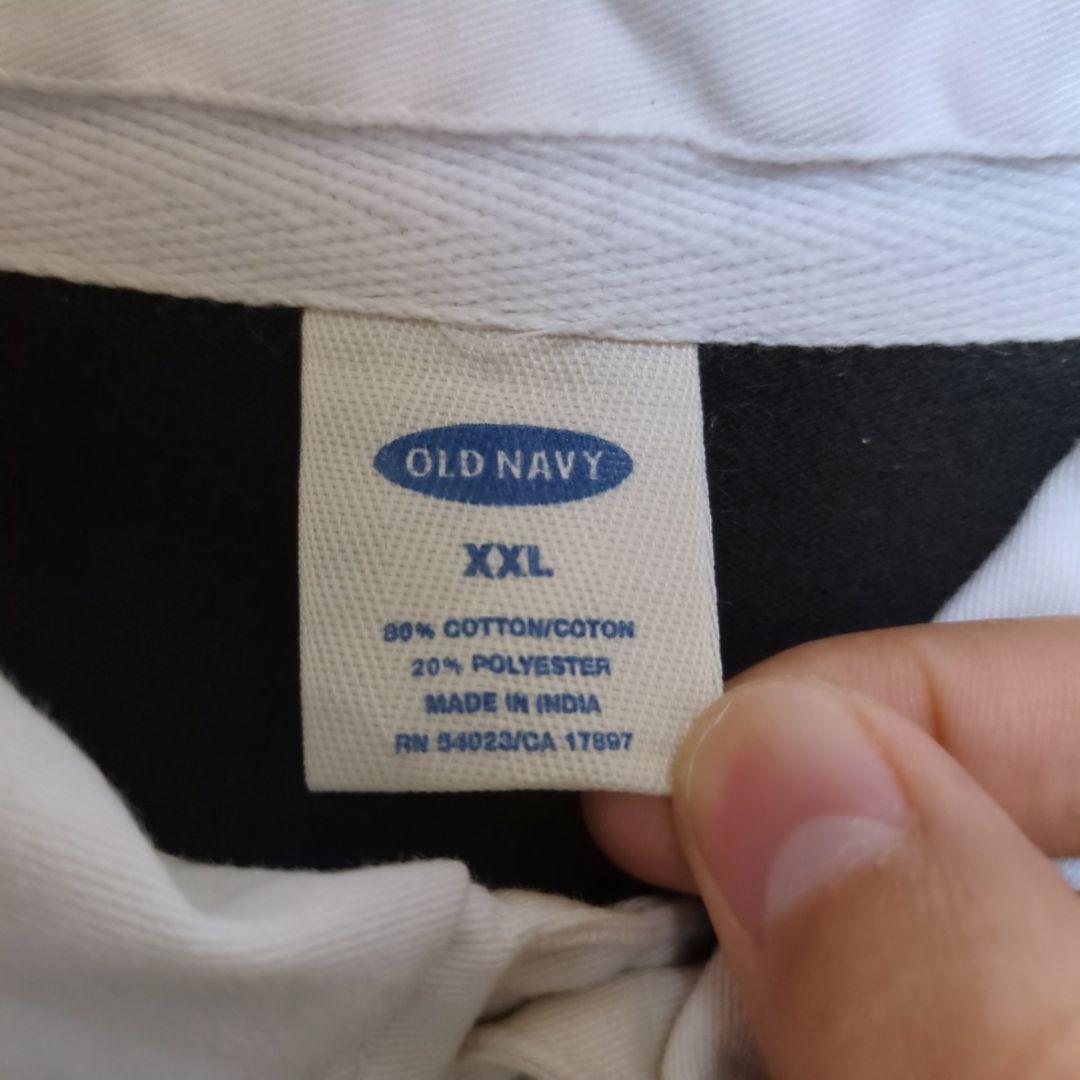 OLD NAVY
XXL
80% COTTON/COTON
20% POLYESTER
MADE IN INDIA
RN 54023/CA 17897